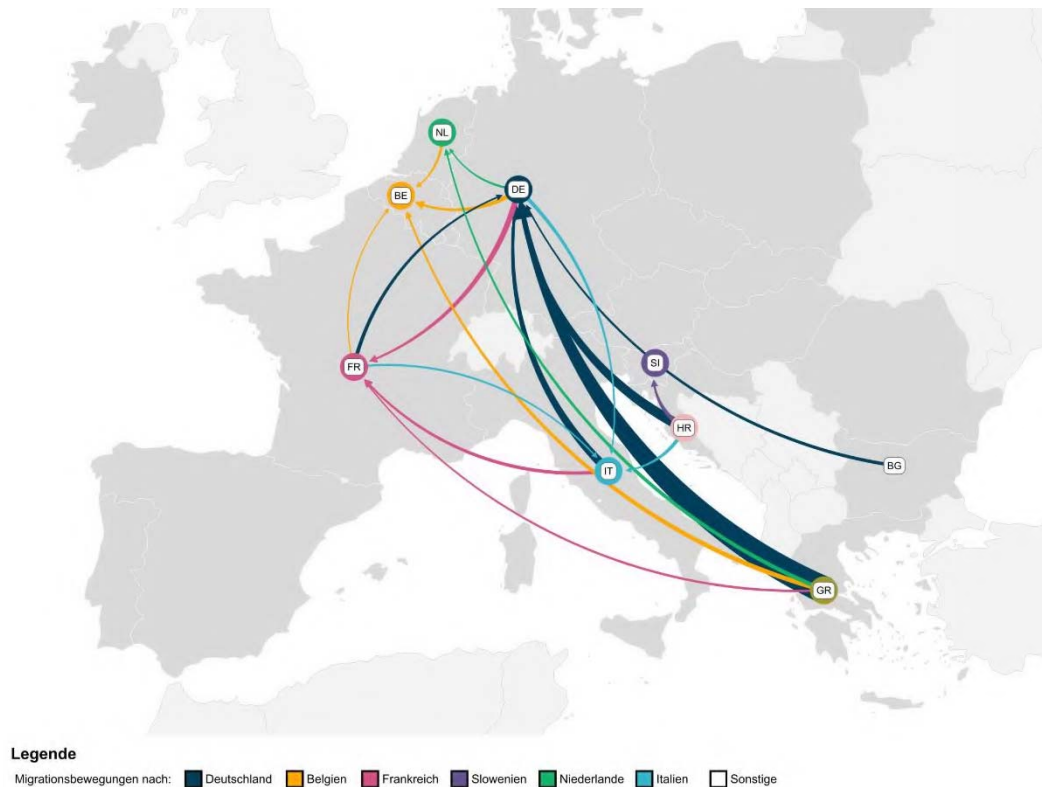 NL
DE
BE
FR
SI
HR
BG
IT
GR
Legende
Migrationsbewegungen nach: Deutschland Belgien Frankreich Slowenien Niederlande Italien Sonstige